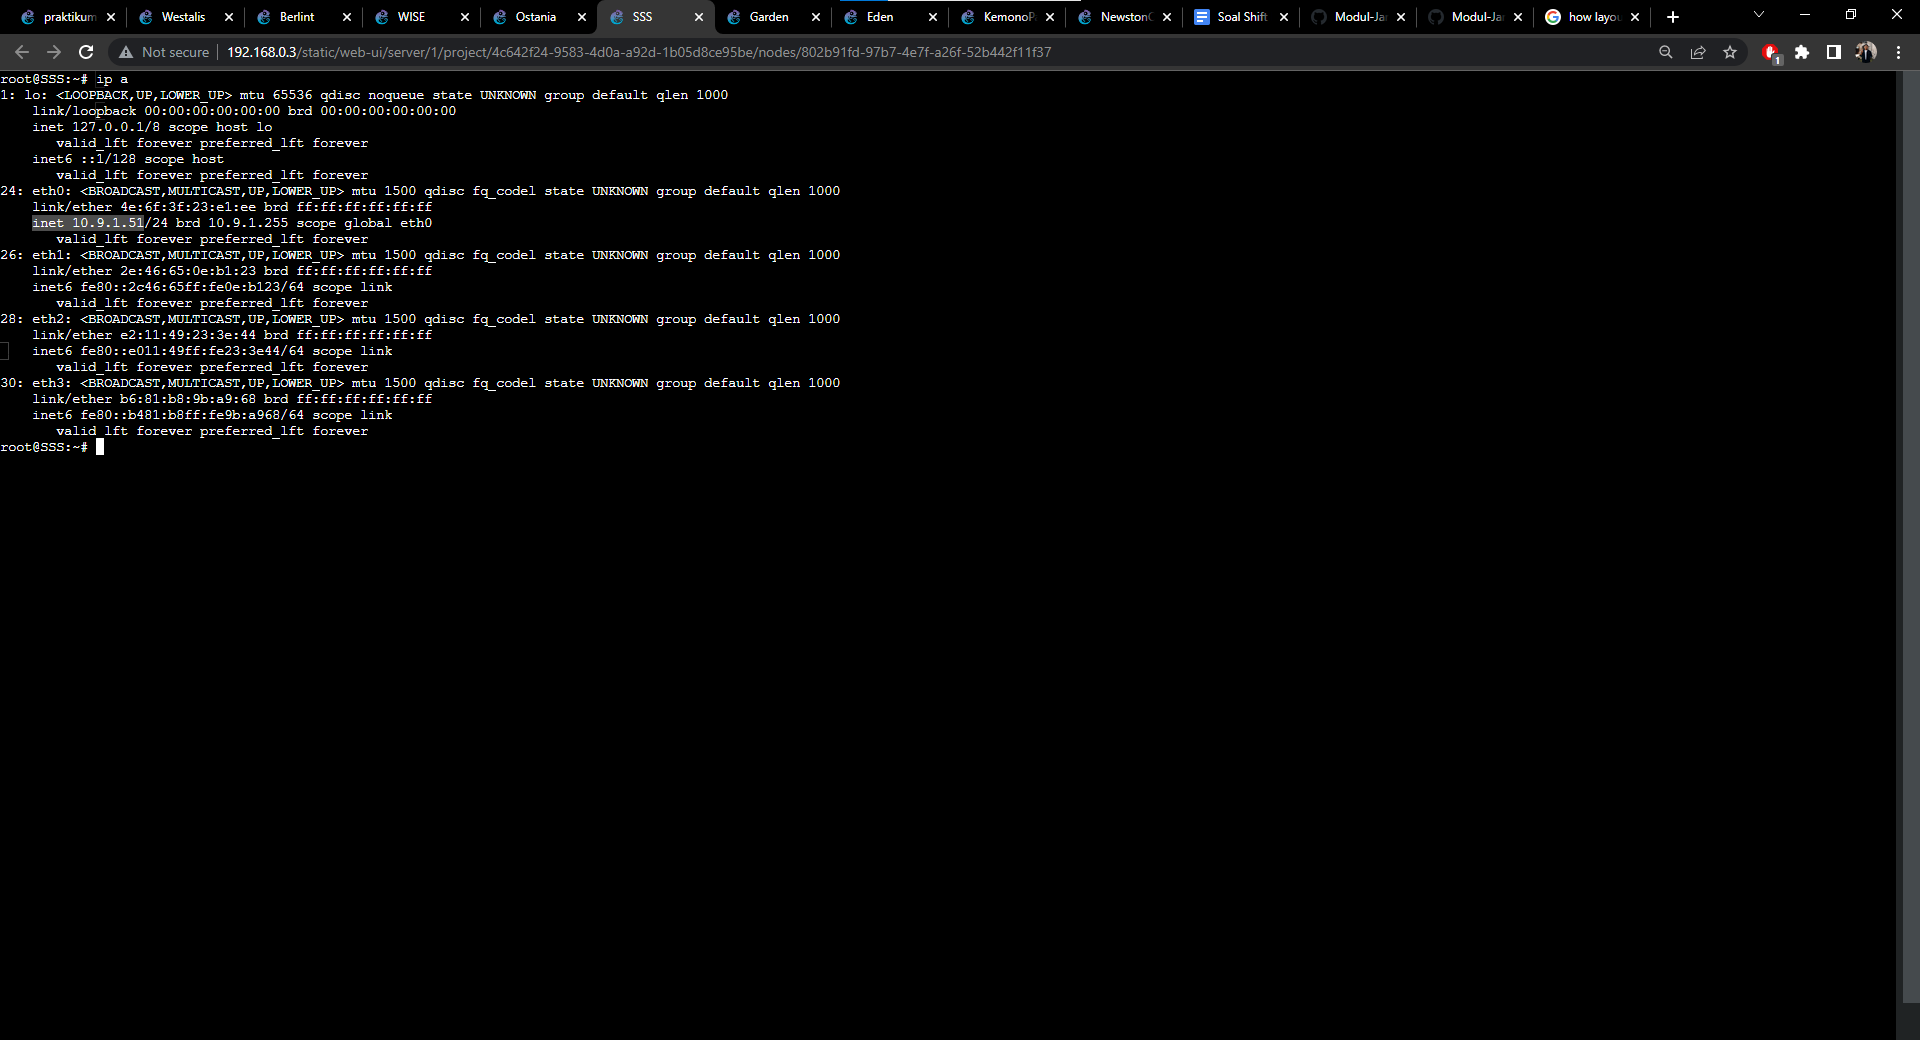 praktikum
Westalis
Berlint
WISE
Ostania
SSS
Garden
Eden
KemonoP
NewstonC
Soal Shift
Modul-Jar
Modul-Jar
how layou
Not secure
192.168.0.3/static/web-ui/server/1/project/4c642f24-9583-4d0a-a92d-1b05d8ce95be/nodes/802b91fd-97b7-4e7f-a26f-52b442f11f37
1
root@SSS:~# ip a
1: lo: <LOOPBACK,UP,LOWER_UP> mtu 65536 qdisc noqueue state UNKNOWN group default qlen 1000
    link/loopback 00:00:00:00:00:00 brd 00:00:00:00:00:00
    inet 127.0.0.1/8 scope host lo
       valid_lft forever preferred_lft forever
    inet6 ::1/128 scope host
       valid_lft forever preferred_lft forever
24: eth0: <BROADCAST,MULTICAST,UP,LOWER_UP> mtu 1500 qdisc fq_codel state UNKNOWN group default qlen 1000
    link/ether 4e:6f:3f:23:e1:ee brd ff:ff:ff:ff:ff:ff
    inet 10.9.1.51/24 brd 10.9.1.255 scope global eth0
       valid_lft forever preferred_lft forever
26: eth1: <BROADCAST,MULTICAST,UP,LOWER_UP> mtu 1500 qdisc fq_codel state UNKNOWN group default qlen 1000
    link/ether 2e:46:65:0e:b1:23 brd ff:ff:ff:ff:ff:ff
    inet6 fe80::2c46:65ff:fe0e:b123/64 scope link
       valid_lft forever preferred_lft forever
28: eth2: <BROADCAST,MULTICAST,UP,LOWER_UP> mtu 1500 qdisc fq_codel state UNKNOWN group default qlen 1000
    link/ether e2:11:49:23:3e:44 brd ff:ff:ff:ff:ff:ff
    inet6 fe80::e011:49ff:fe23:3e44/64 scope link
       valid_lft forever preferred_lft forever
30: eth3: <BROADCAST,MULTICAST,UP,LOWER_UP> mtu 1500 qdisc fq_codel state UNKNOWN group default qlen 1000
    link/ether b6:81:b8:9b:a9:68 brd ff:ff:ff:ff:ff:ff
    inet6 fe80::b481:b8ff:fe9b:a968/64 scope link
       valid_lft forever preferred_lft forever
root@SSS:~#